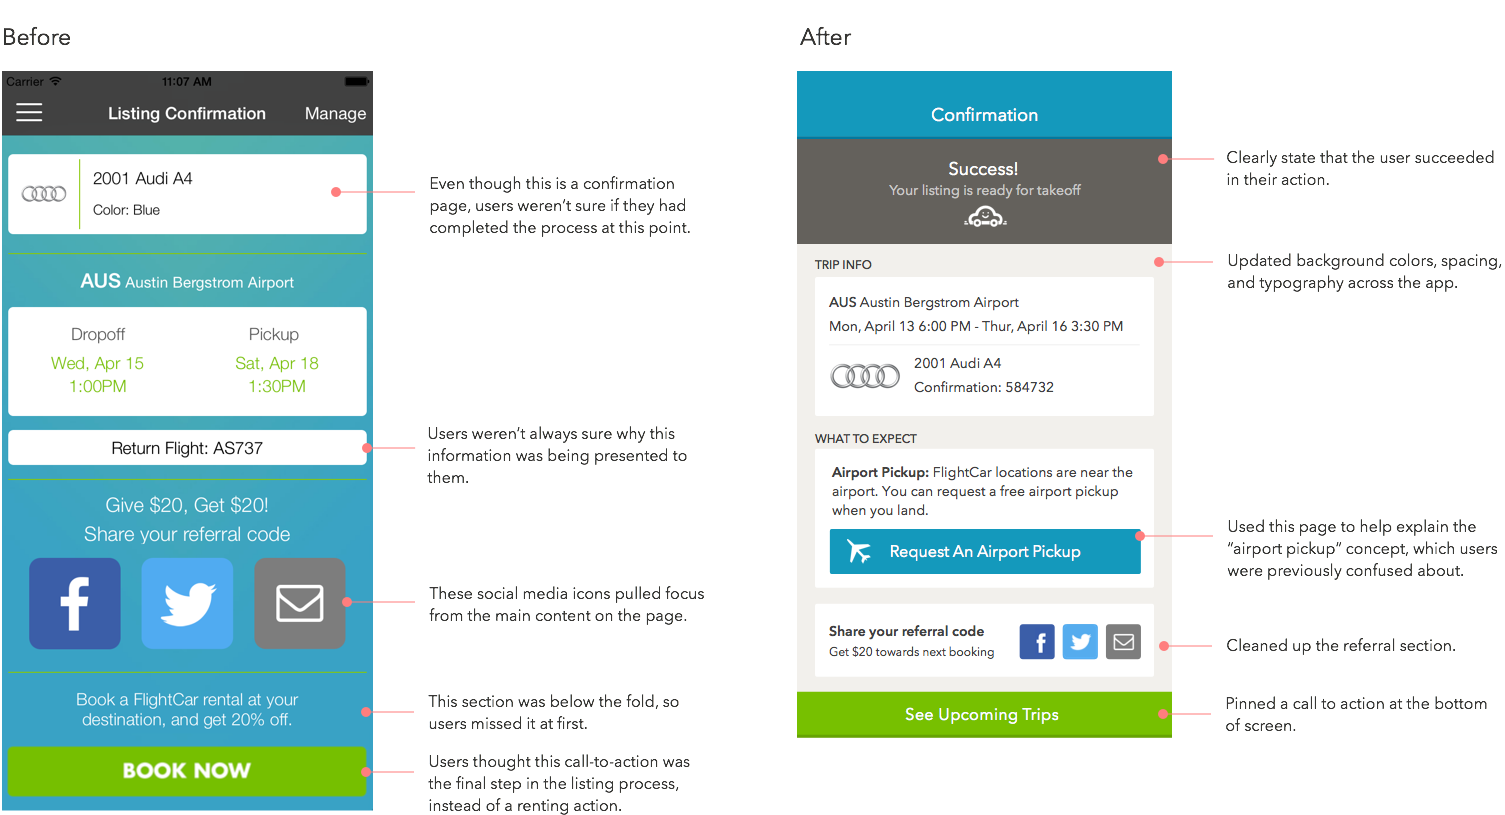 Before
Carrier
11:07 AM
Listing Confirmation
Manage
2001 Audi A4
Color: Blue
AUS Austin Bergstrom Airport
Dropoff
Pickup
Wed, Apr 15
Sat, Apr 18
1:00PM
1:30PM
Return Flight: AS737
Give $20, Get $20!
Share your referral code
Book a FlightCar rental at your
destination, and get 20% off.
BOOK NOW
Even though this is a confirmation
page, users weren’t sure if they had
completed the process at this point.
Users weren’t always sure why this
information was being presented to
them.
These social media icons pulled focus
from the main content on the page.
This section was below the fold, so
users missed it at first.
Users thought this call-to-action was
the final step in the listing process,
instead of a renting action.
After
Confirmation
Success!
Your listing is ready for takeoff
TRIP INFO
AUS Austin Bergstrom Airport
Mon, April 13 6:00 PM - Thur, April 16 3:30 PM
2001 Audi A4
Confirmation: 584732
WHAT TO EXPECT
Airport Pickup: FlightCar locations are near the
airport. You can request a free airport pickup
when you land.
Request An Airport Pickup
Share your referral code
Get $20 towards next booking
See Upcoming Trips
Clearly state that the user succeeded
in their action.
Updated background colors, spacing,
and typography across the app.
Used this page to help explain the
“airport pickup” concept, which users
were previously confused about.
Cleaned up the referral section.
Pinned a call to action at the bottom
of screen.